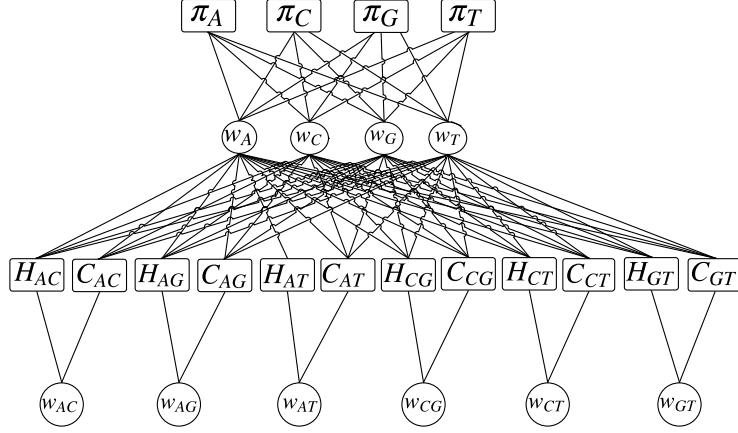 π_A π_C π_G π_T
w_A w_C w_G w_T
H_AC C_AC H_AG C_AG H_AT C_AT H_CG C_CG H_CT C_CT H_GT C_GT
w_AC w_AG w_AT w_CG w_CT w_GT